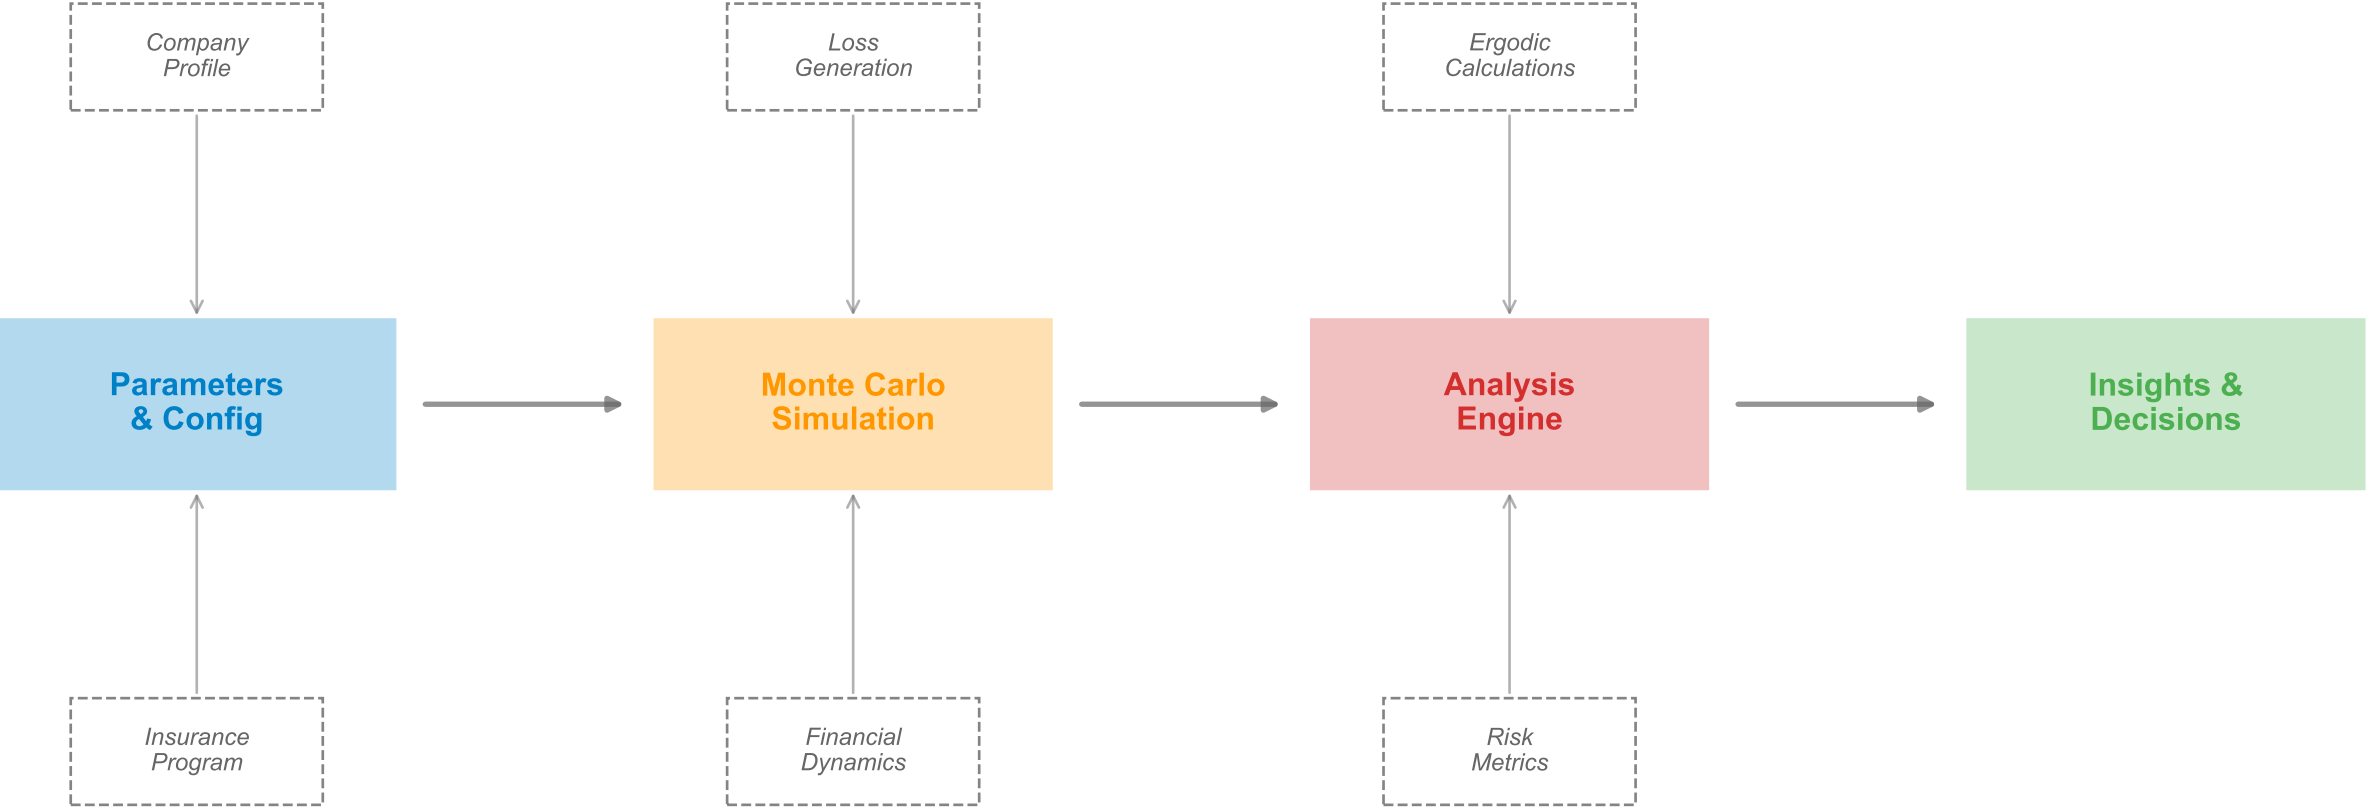 Company
Profile
Loss
Generation
Ergodic
Calculations
Parameters
& Config
Monte Carlo
Simulation
Analysis
Engine
Insights &
Decisions
Insurance
Program
Financial
Dynamics
Risk
Metrics